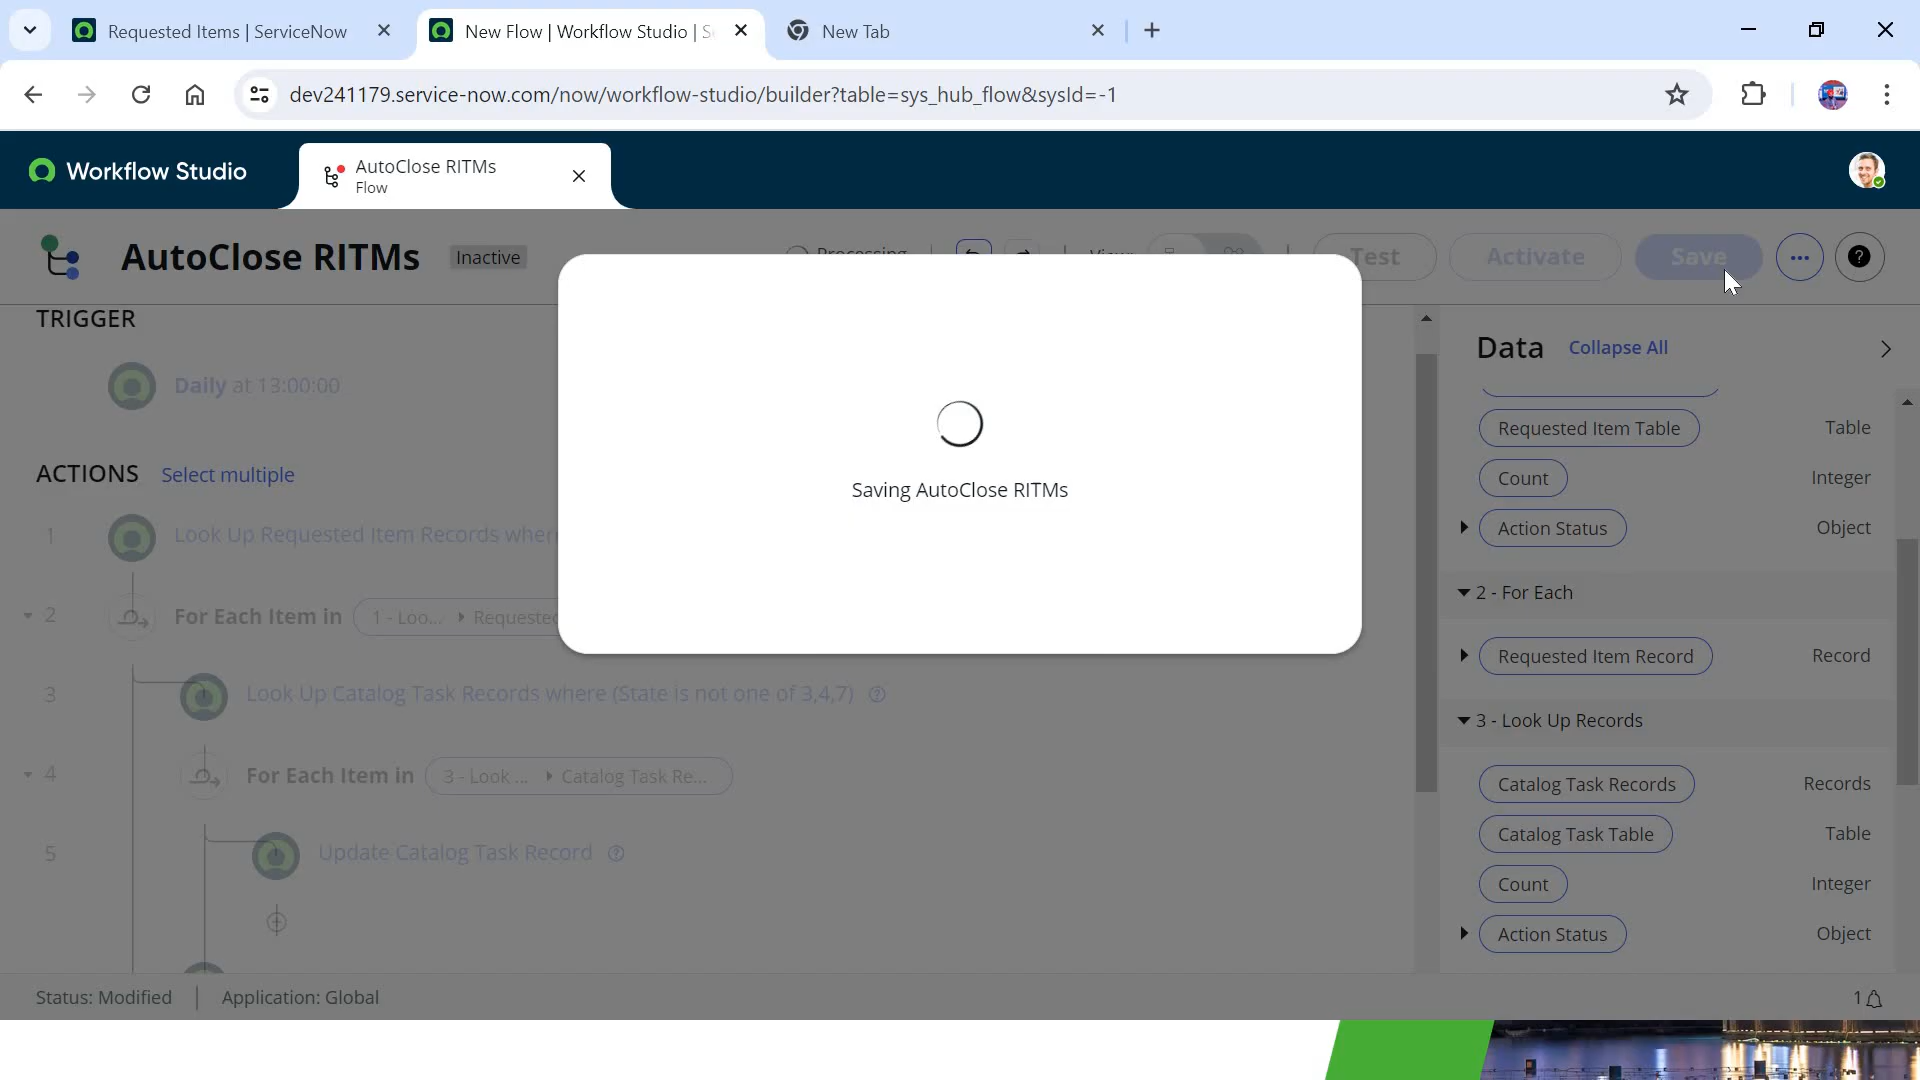 Requested Items | ServiceNow
New Flow | Workflow Studio | S
New Tab
dev241179.service-now.com/now/workflow-studio/builder?table=sys_hub_flow&sysId=-1
Workflow Studio
AutoClose RITMs
Flow
AutoClose RITMs
Inactive
Processing
View:
Test
Activate
Save
TRIGGER
Daily at 13:00:00
ACTIONS Select multiple
1 Look Up Requested Item Records where
2 For Each Item in 1 - Loo... Requested
3 Look Up Catalog Task Records where (State is not one of 3,4,7)
4 For Each Item in 3 - Look ... Catalog Task Re...
5 Update Catalog Task Record
Saving AutoClose RITMs
Data Collapse All
Requested Item Table Table
Count Integer
Action Status Object
2 - For Each
Requested Item Record Record
3 - Look Up Records
Catalog Task Records Records
Catalog Task Table Table
Count Integer
Action Status Object
Status: Modified Application: Global
1